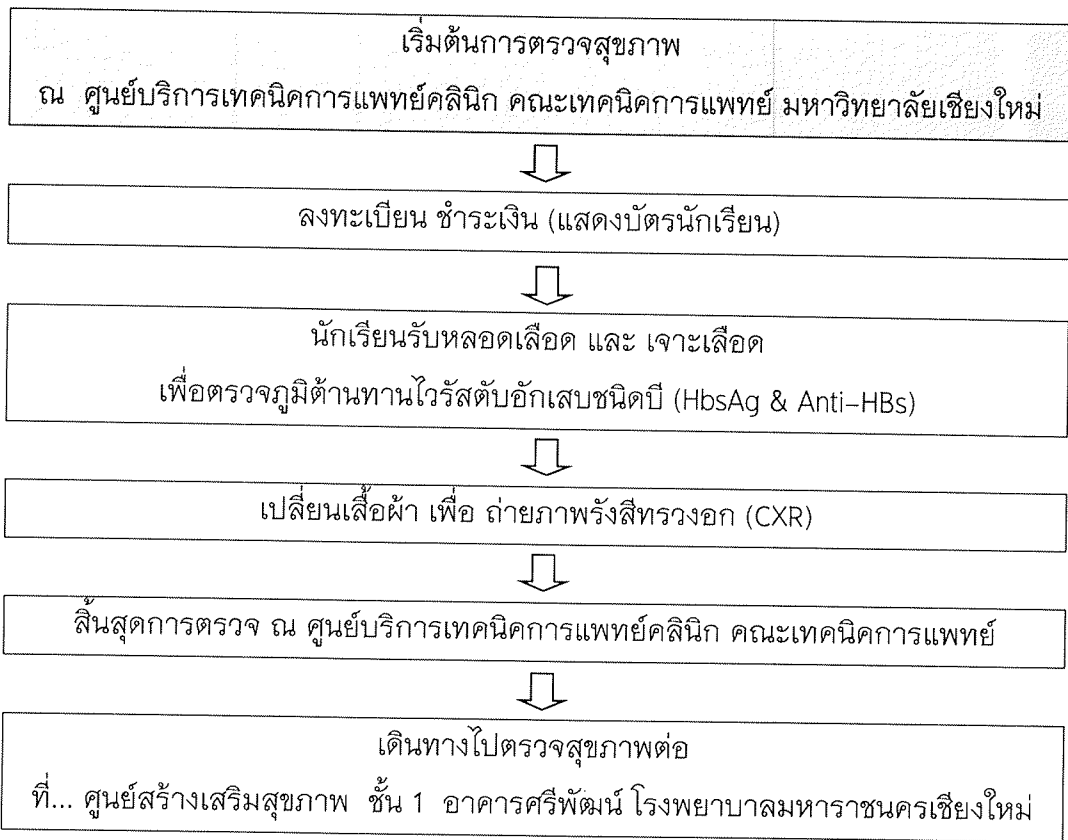 เริ่มต้นการตรวจสุขภาพ
ณ ศูนย์บริการเทคนิคการแพทย์คลินิก คณะเทคนิคการแพทย์ มหาวิทยาลัยเชียงใหม่
ลงทะเบียน ชำระเงิน (แสดงบัตรนักเรียน)
นักเรียนรับหลอดเลือด และ เจาะเลือด
เพื่อตรวจภูมิต้านทานไวรัสตับอักเสบชนิดบี (HbsAg & Anti-HBs)
เปลี่ยนเสื้อผ้า เพื่อ ถ่ายภาพรังสีทรวงอก (CXR)
สิ้นสุดการตรวจ ณ ศูนย์บริการเทคนิคการแพทย์คลินิก คณะเทคนิคการแพทย์
เดินทางไปตรวจสุขภาพต่อ
ที่... ศูนย์สร้างเสริมสุขภาพ ชั้น 1 อาคารศรีพัฒน์ โรงพยาบาลมหาราชนครเชียงใหม่